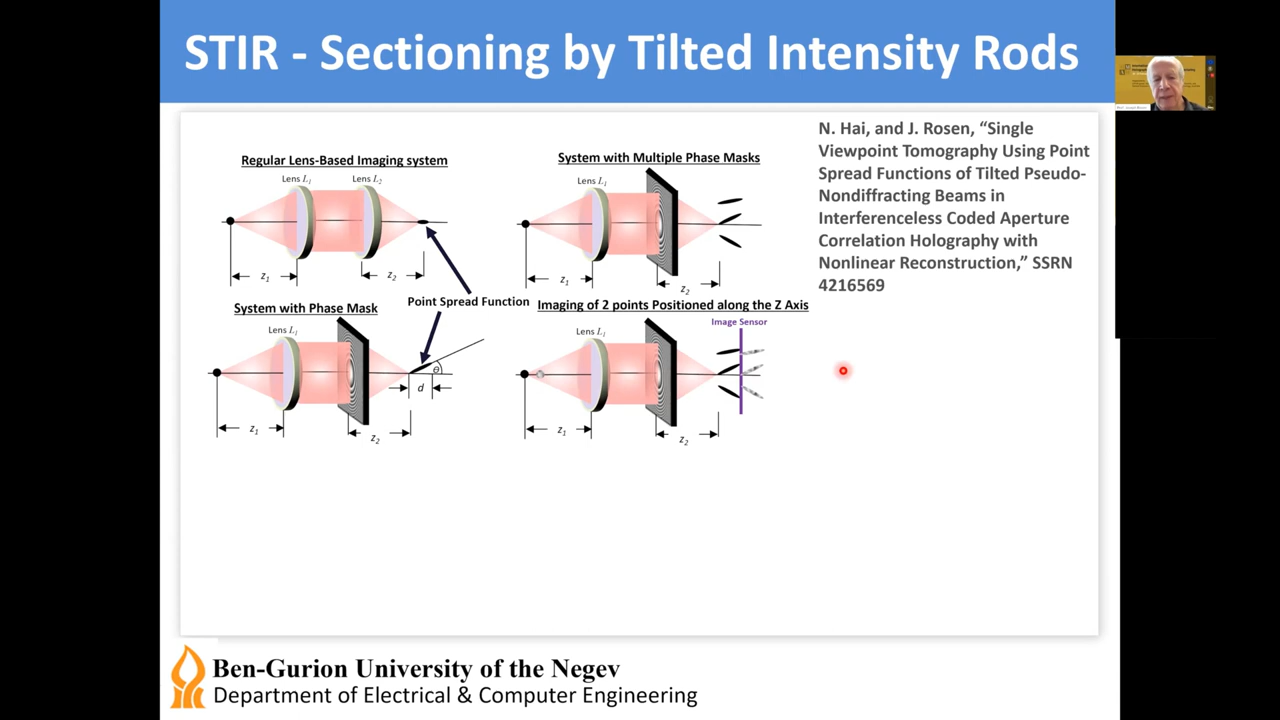 STIR - Sectioning by Tilted Intensity Rods
Regular Lens-Based Imaging system
Lens L1
Lens L2
z1
z2
System with Multiple Phase Masks
Lens L1
z1
z2
Point Spread Function
System with Phase Mask
Lens L1
θ
d
z1
z2
Imaging of 2 points Positioned along the Z Axis
Image Sensor
Lens L1
z1
z2
N. Hai, and J. Rosen, “Single
Viewpoint Tomography Using Point
Spread Functions of Tilted Pseudo-
Nondiffracting Beams in
Interferenceless Coded Aperture
Correlation Holography with
Nonlinear Reconstruction,” SSRN
4216569
Ben-Gurion University of the Negev
Department of Electrical & Computer Engineering